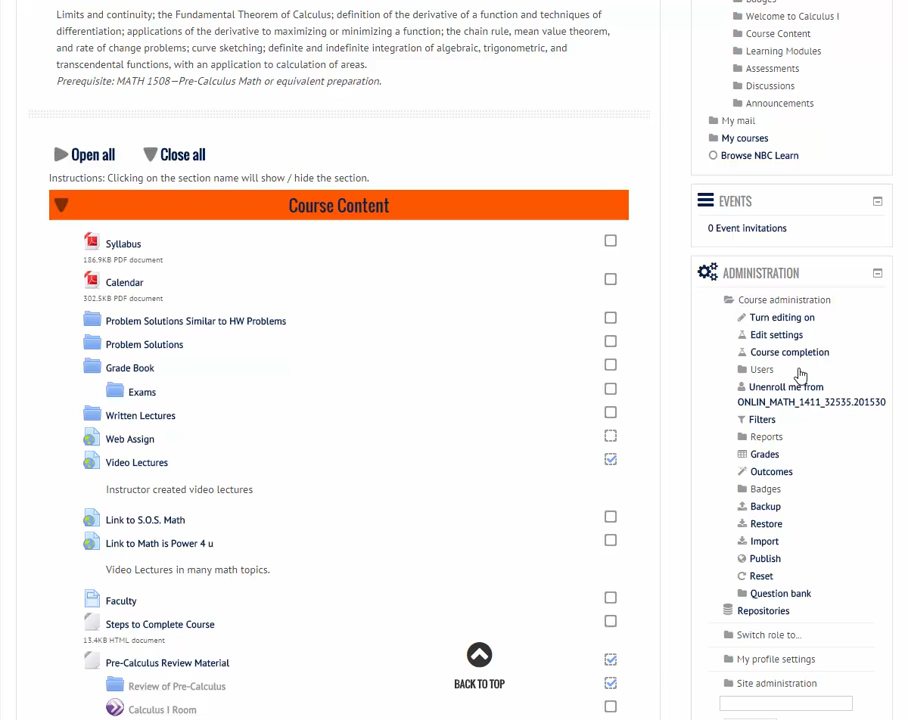 Limits and continuity; the Fundamental Theorem of Calculus; definition of the derivative of a function and techniques of
differentiation; applications of the derivative to maximizing or minimizing a function; the chain rule, mean value theorem,
and rate of change problems; curve sketching; definite and indefinite integration of algebraic, trigonometric, and
transcendental functions, with an application to calculation of areas.
Prerequisite: MATH 1508—Pre-Calculus Math or equivalent preparation.
Open all
Close all
Instructions: Clicking on the section name will show / hide the section.
Course Content
Syllabus
186.9KB PDF document
Calendar
302.5KB PDF document
Problem Solutions Similar to HW Problems
Problem Solutions
Grade Book
Exams
Written Lectures
Web Assign
Video Lectures
Instructor created video lectures
Link to S.O.S. Math
Link to Math is Power 4 u
Video Lectures in many math topics.
Faculty
Steps to Complete Course
13.4KB HTML document
Pre-Calculus Review Material
Review of Pre-Calculus
Calculus I Room
BACK TO TOP
Welcome to Calculus I
Course Content
Learning Modules
Assessments
Discussions
Announcements
My mail
My courses
Browse NBC Learn
EVENTS
0 Event invitations
ADMINISTRATION
Course administration
Turn editing on
Edit settings
Course completion
Users
Unenroll me from
ONLIN_MATH_1411_32535.201530
Filters
Reports
Grades
Outcomes
Badges
Backup
Restore
Import
Publish
Reset
Question bank
Repositories
Switch role to...
My profile settings
Site administration